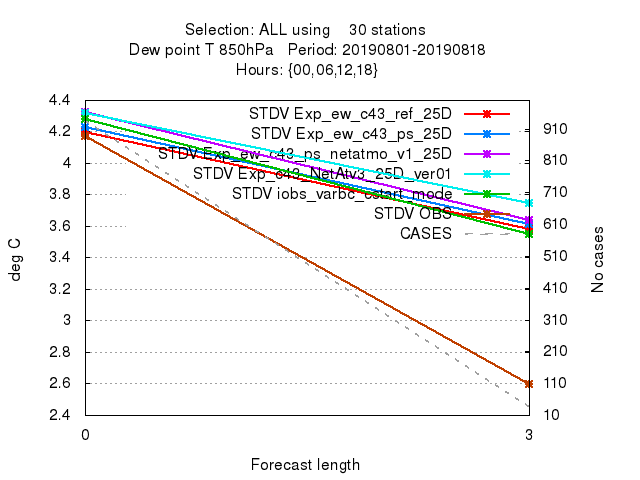 Selection: ALL using    30 stations
Dew point T 850hPa   Period: 20190801-20190818
Hours: {00,06,12,18}
4.4
4.2
4
3.8
3.6
3.4
3.2
3
2.8
2.6
2.4
deg C
STDV Exp_ew_c43_ref_25D
STDV Exp_ew_c43_ps_25D
STDV Exp_ew_c43_ps_netatmo_v1_25D
STDV Exp_c43_NetAtv3_25D_ver01
STDV iobs_varbc_cstart_mode
STDV OBS
CASES
910
810
710
610
510
410
310
210
110
10
No cases
0
3
Forecast length